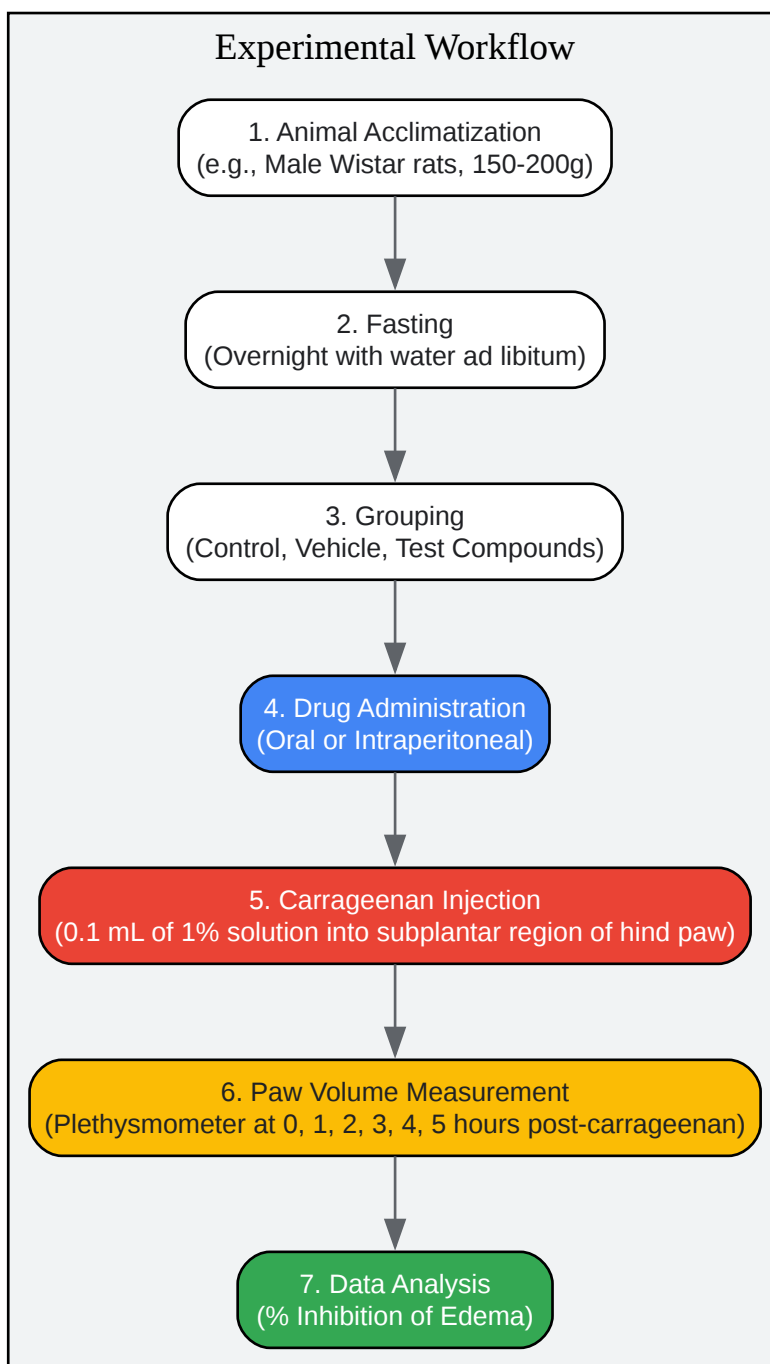 Experimental Workflow
1. Animal Acclimatization
(e.g., Male Wistar rats, 150-200g)
2. Fasting
(Overnight with water ad libitum)
3. Grouping
(Control, Vehicle, Test Compounds)
4. Drug Administration
(Oral or Intraperitoneal)
5. Carrageenan Injection
(0.1 mL of 1% solution into subplantar region of hind paw)
6. Paw Volume Measurement
(Plethysmometer at 0, 1, 2, 3, 4, 5 hours post-carrageenan)
7. Data Analysis
(% Inhibition of Edema)